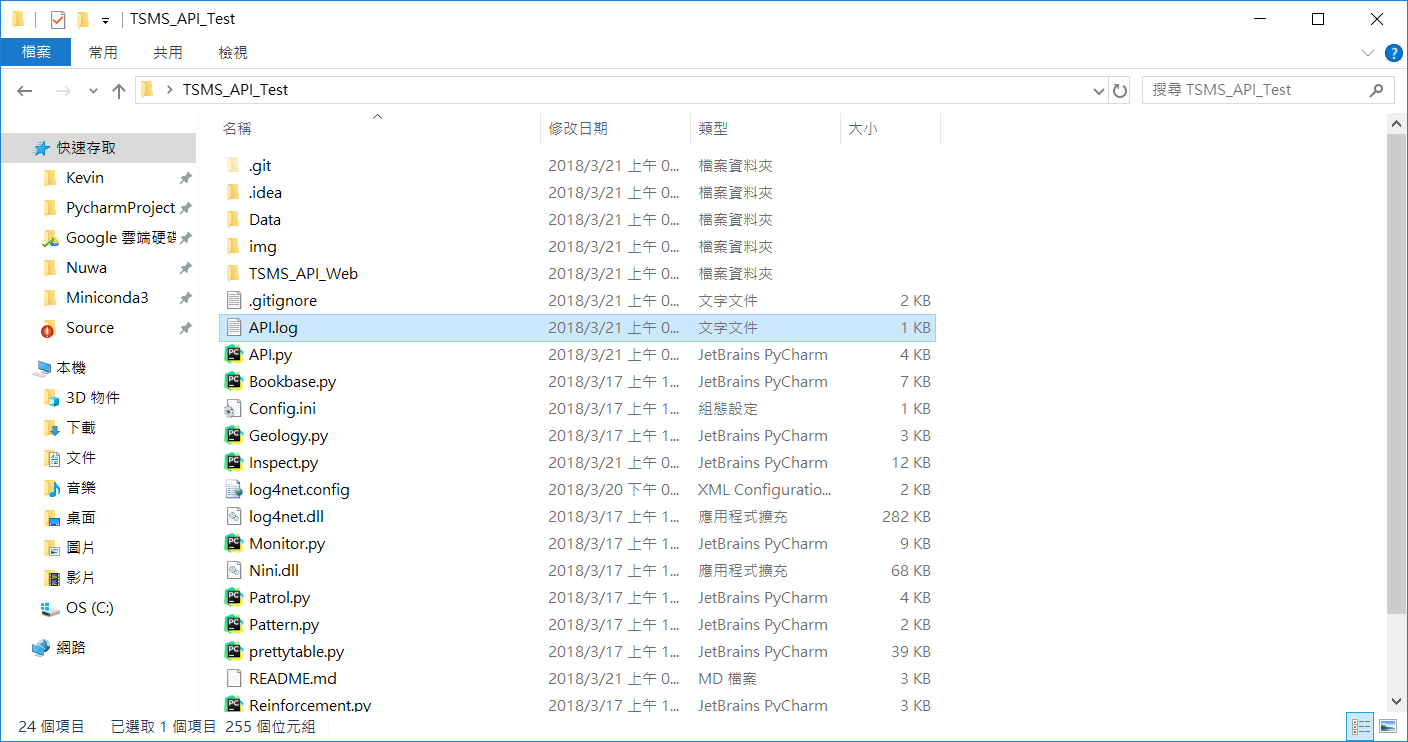 TSMS_API_Test
檔案 常用 共用 檢視
TSMS_API_Test 搜尋 TSMS_API_Test
名稱 修改日期 類型 大小
快速存取
Kevin
PycharmProject
Google 雲端硬碟
Nuwa
Miniconda3
Source
本機
3D 物件
下載
文件
音樂
桌面
圖片
影片
OS (C:)
網路
.git 2018/3/21 上午 0... 檔案資料夾
.idea 2018/3/21 上午 0... 檔案資料夾
Data 2018/3/21 上午 0... 檔案資料夾
img 2018/3/21 上午 0... 檔案資料夾
TSMS_API_Web 2018/3/21 上午 0... 檔案資料夾
.gitignore 2018/3/21 上午 0... 文字文件 2 KB
API.log 2018/3/21 上午 0... 文字文件 1 KB
API.py 2018/3/21 上午 0... JetBrains PyCharm 4 KB
Bookbase.py 2018/3/17 上午 1... JetBrains PyCharm 7 KB
Config.ini 2018/3/17 上午 1... 組態設定 1 KB
Geology.py 2018/3/17 上午 1... JetBrains PyCharm 3 KB
Inspect.py 2018/3/21 上午 0... JetBrains PyCharm 12 KB
log4net.config 2018/3/20 下午 0... XML Configuratio... 2 KB
log4net.dll 2018/3/17 上午 1... 應用程式擴充 282 KB
Monitor.py 2018/3/17 上午 1... JetBrains PyCharm 9 KB
Nini.dll 2018/3/17 上午 1... 應用程式擴充 68 KB
Patrol.py 2018/3/17 上午 1... JetBrains PyCharm 4 KB
Pattern.py 2018/3/17 上午 1... JetBrains PyCharm 2 KB
prettytable.py 2018/3/17 上午 1... JetBrains PyCharm 39 KB
README.md 2018/3/21 上午 0... MD 檔案 3 KB
Reinforcement.py 2018/3/17 上午 1... JetBrains PyCharm 3 KB
24 個項目 已選取 1 個項目 255 個位元組